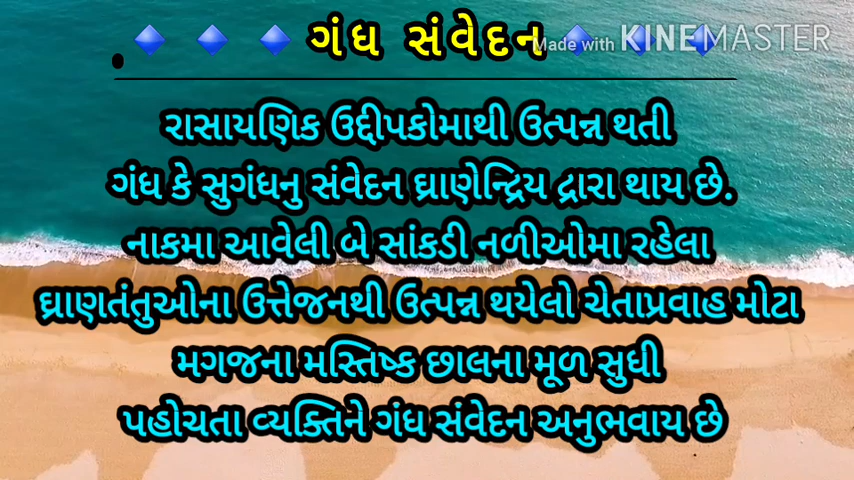 ગંધ સંવેદન
Made with KINEMASTER
રાસાયણિક ઉદ્દીપકોમાથી ઉત્પન્ન થતી
ગંધ કે સુગંધનુ સંવેદન ઘ્રાણેન્દ્રિય દ્રારા થાય છે.
નાકમા આવેલી બે સાંકડી નળીઓમા રહેલા
ઘ્રાણતંતુઓના ઉત્તેજનથી ઉત્પન્ન થયેલો ચેતાપ્રવાહ મોટા
મગજના મસ્તિષ્ક છાલના મૂળ સુધી
પહોચતા વ્યક્તિને ગંધ સંવેદન અનુભવાય છે